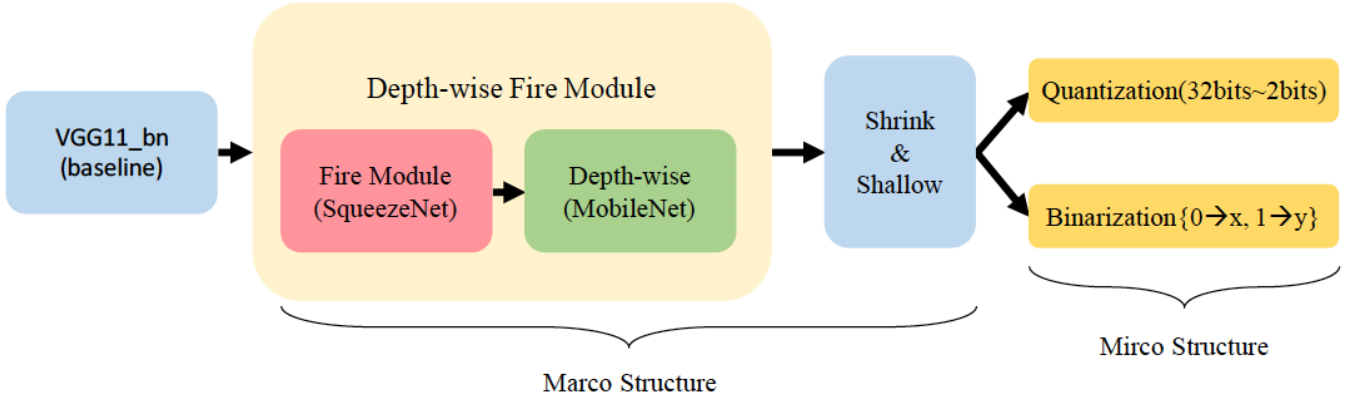 VGG11_bn
(baseline)
Depth-wise Fire Module
Fire Module
(SqueezeNet)
Depth-wise
(MobileNet)
Shrink
&
Shallow
Quantization(32bits~2bits)
Binarization{0→x, 1→y}
Marco Structure
Mirco Structure